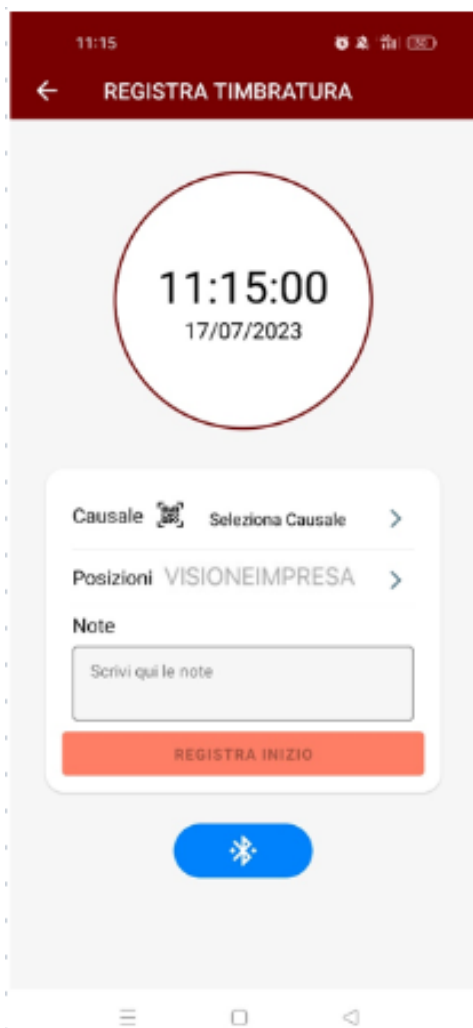 11:15
REGISTRA TIMBRATURA
11:15:00
17/07/2023
Causale Seleziona Causale
Posizioni VISIONEIMPRESA
Note
Scrivi qui le note
REGISTRA INIZIO